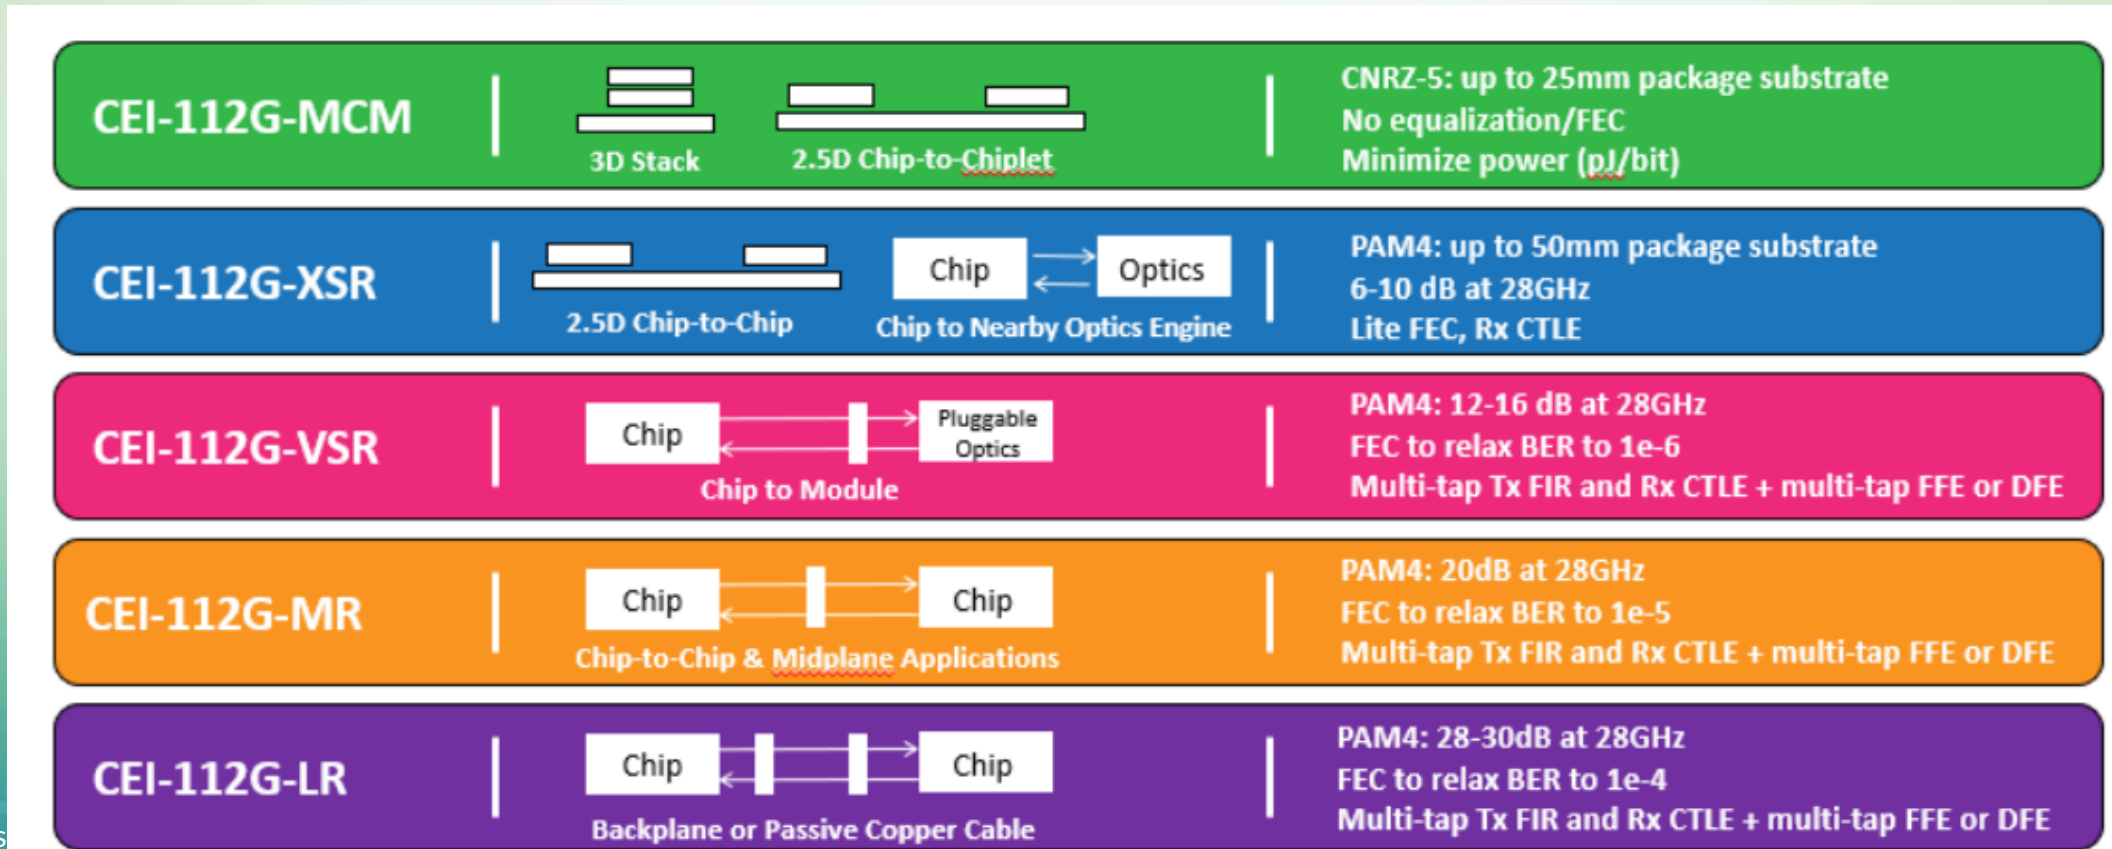 CEI-112G-MCM
3D Stack
2.5D Chip-to-Chiplet
CNRZ-5: up to 25mm package substrate
No equalization/FEC
Minimize power (pJ/bit)
CEI-112G-XSR
2.5D Chip-to-Chip
Chip
Optics
Chip to Nearby Optics Engine
PAM4: up to 50mm package substrate
6-10 dB at 28GHz
Lite FEC, Rx CTLE
CEI-112G-VSR
Chip
Pluggable
Optics
Chip to Module
PAM4: 12-16 dB at 28GHz
FEC to relax BER to 1e-6
Multi-tap Tx FIR and Rx CTLE + multi-tap FFE or DFE
CEI-112G-MR
Chip
Chip
Chip-to-Chip & Midplane Applications
PAM4: 20dB at 28GHz
FEC to relax BER to 1e-5
Multi-tap Tx FIR and Rx CTLE + multi-tap FFE or DFE
CEI-112G-LR
Chip
Chip
Backplane or Passive Copper Cable
PAM4: 28-30dB at 28GHz
FEC to relax BER to 1e-4
Multi-tap Tx FIR and Rx CTLE + multi-tap FFE or DFE